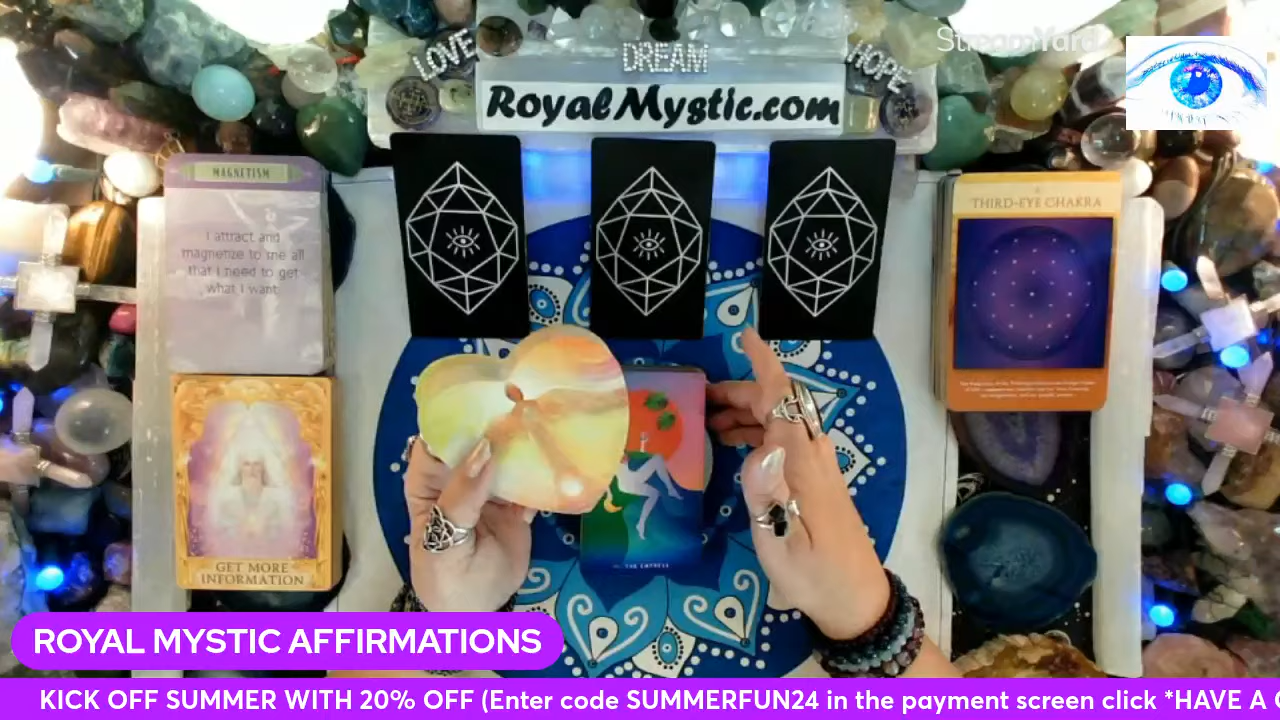 StreamYard
LOVE
DREAM
HOPE
RoyalMystic.com
MAGNETISM
I attract and
magnetize to me all
that I need to get
what I want
THIRD-EYE CHAKRA
GET MORE
INFORMATION
THE EMPRESS
ROYAL MYSTIC AFFIRMATIONS
KICK OFF SUMMER WITH 20% OFF (Enter code SUMMERFUN24 in the payment screen click *HAVE A